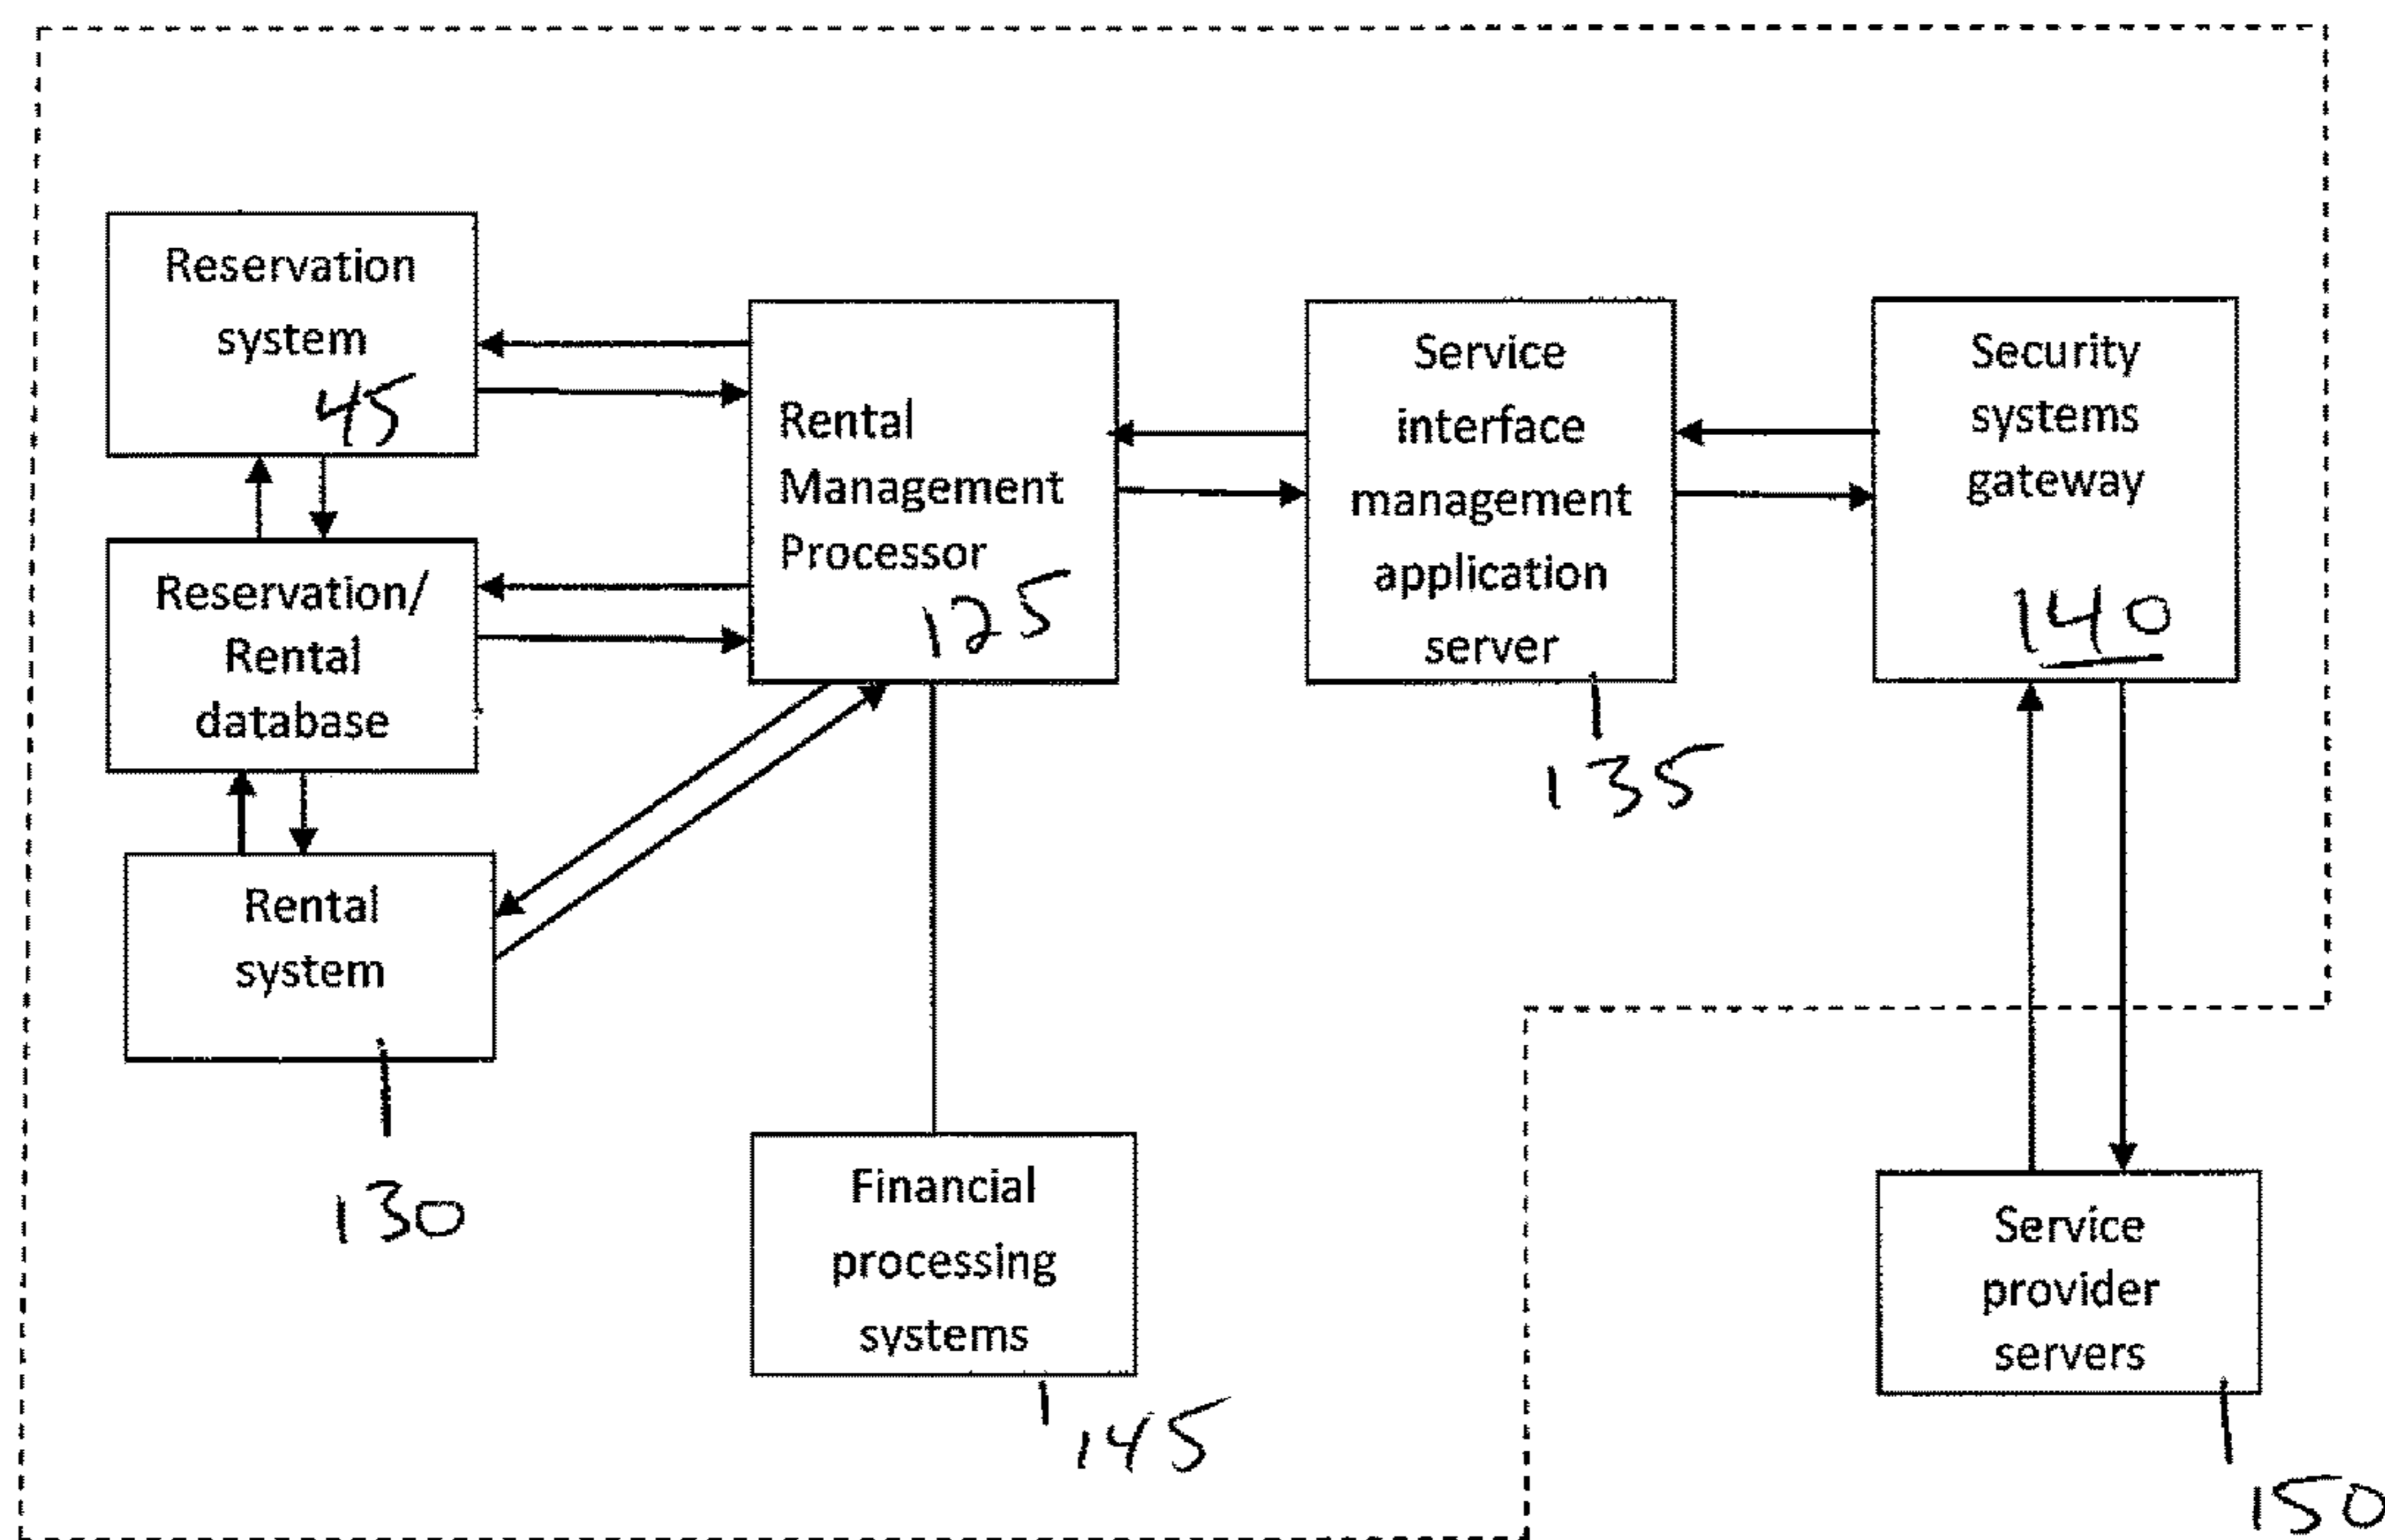 Reservation
system
45
Reservation/
Rental
database
Rental
system
130
Rental
Management
Processor
125
Financial
processing
systems
145
Service
interface
management
application
server
135
Security
systems
gateway
140
Service
provider
servers
150